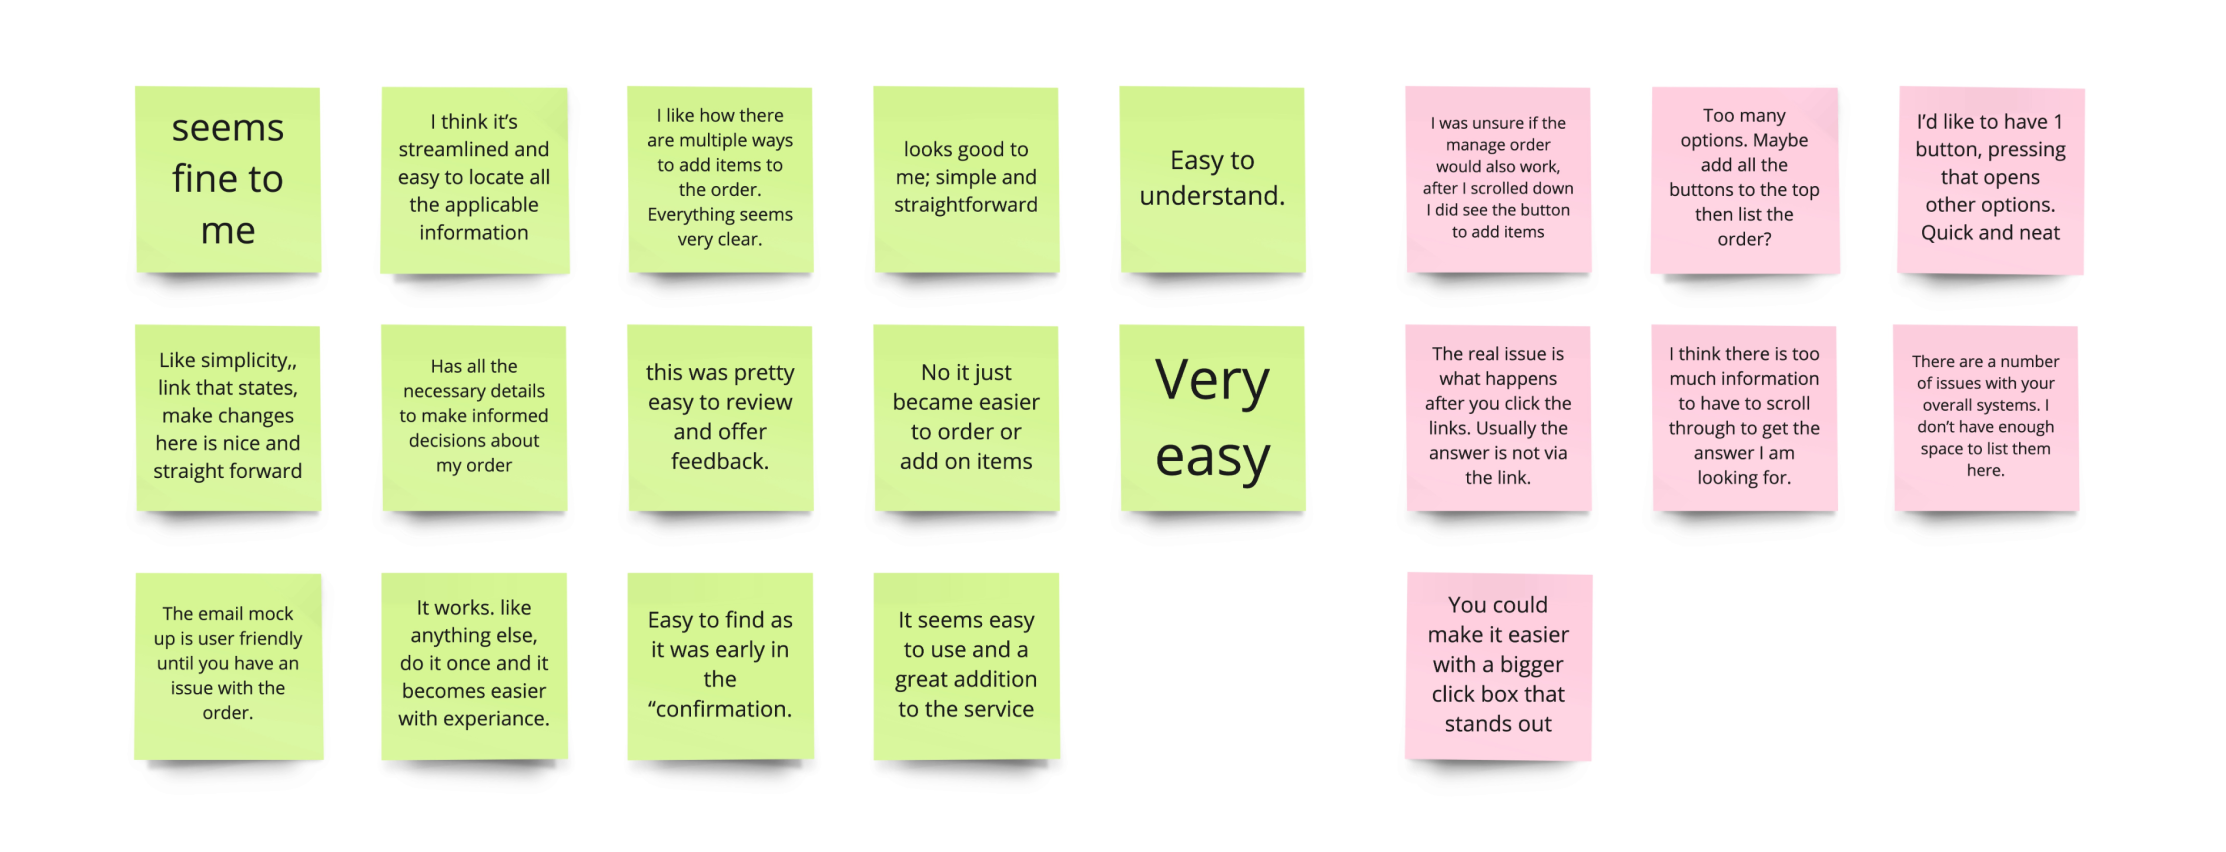 seems
fine to
me
I think it's
streamlined and
easy to locate all
the applicable
information
I like how there
are multiple ways
to add items to
the order.
Everything seems
very clear.
looks good to
me; simple and
straightforward
Easy to
understand.
I was unsure if the
manage order
would also work,
after I scrolled down
I did see the button
to add items
Too many
options. Maybe
add all the
buttons to the top
then list the
order?
I'd like to have 1
button, pressing
that opens
other options.
Quick and neat
Like simplicity,,
link that states,
make changes
here is nice and
straight forward
Has all the
necessary details
to make informed
decisions about
my order
this was pretty
easy to review
and offer
feedback.
No it just
became easier
to order or
add on items
Very
easy
The real issue is
what happens
after you click the
links. Usually the
answer is not via
the link.
I think there is too
much information
to have to scroll
through to get the
answer I am
looking for.
There are a number
of issues with your
overall systems. I
don't have enough
space to list them
here.
The email mock
up is user friendly
until you have an
issue with the
order.
It works. like
anything else,
do it once and it
becomes easier
with experiance.
Easy to find as
it was early in
the
“confirmation.
It seems easy
to use and a
great addition
to the service
You could
make it easier
with a bigger
click box that
stands out